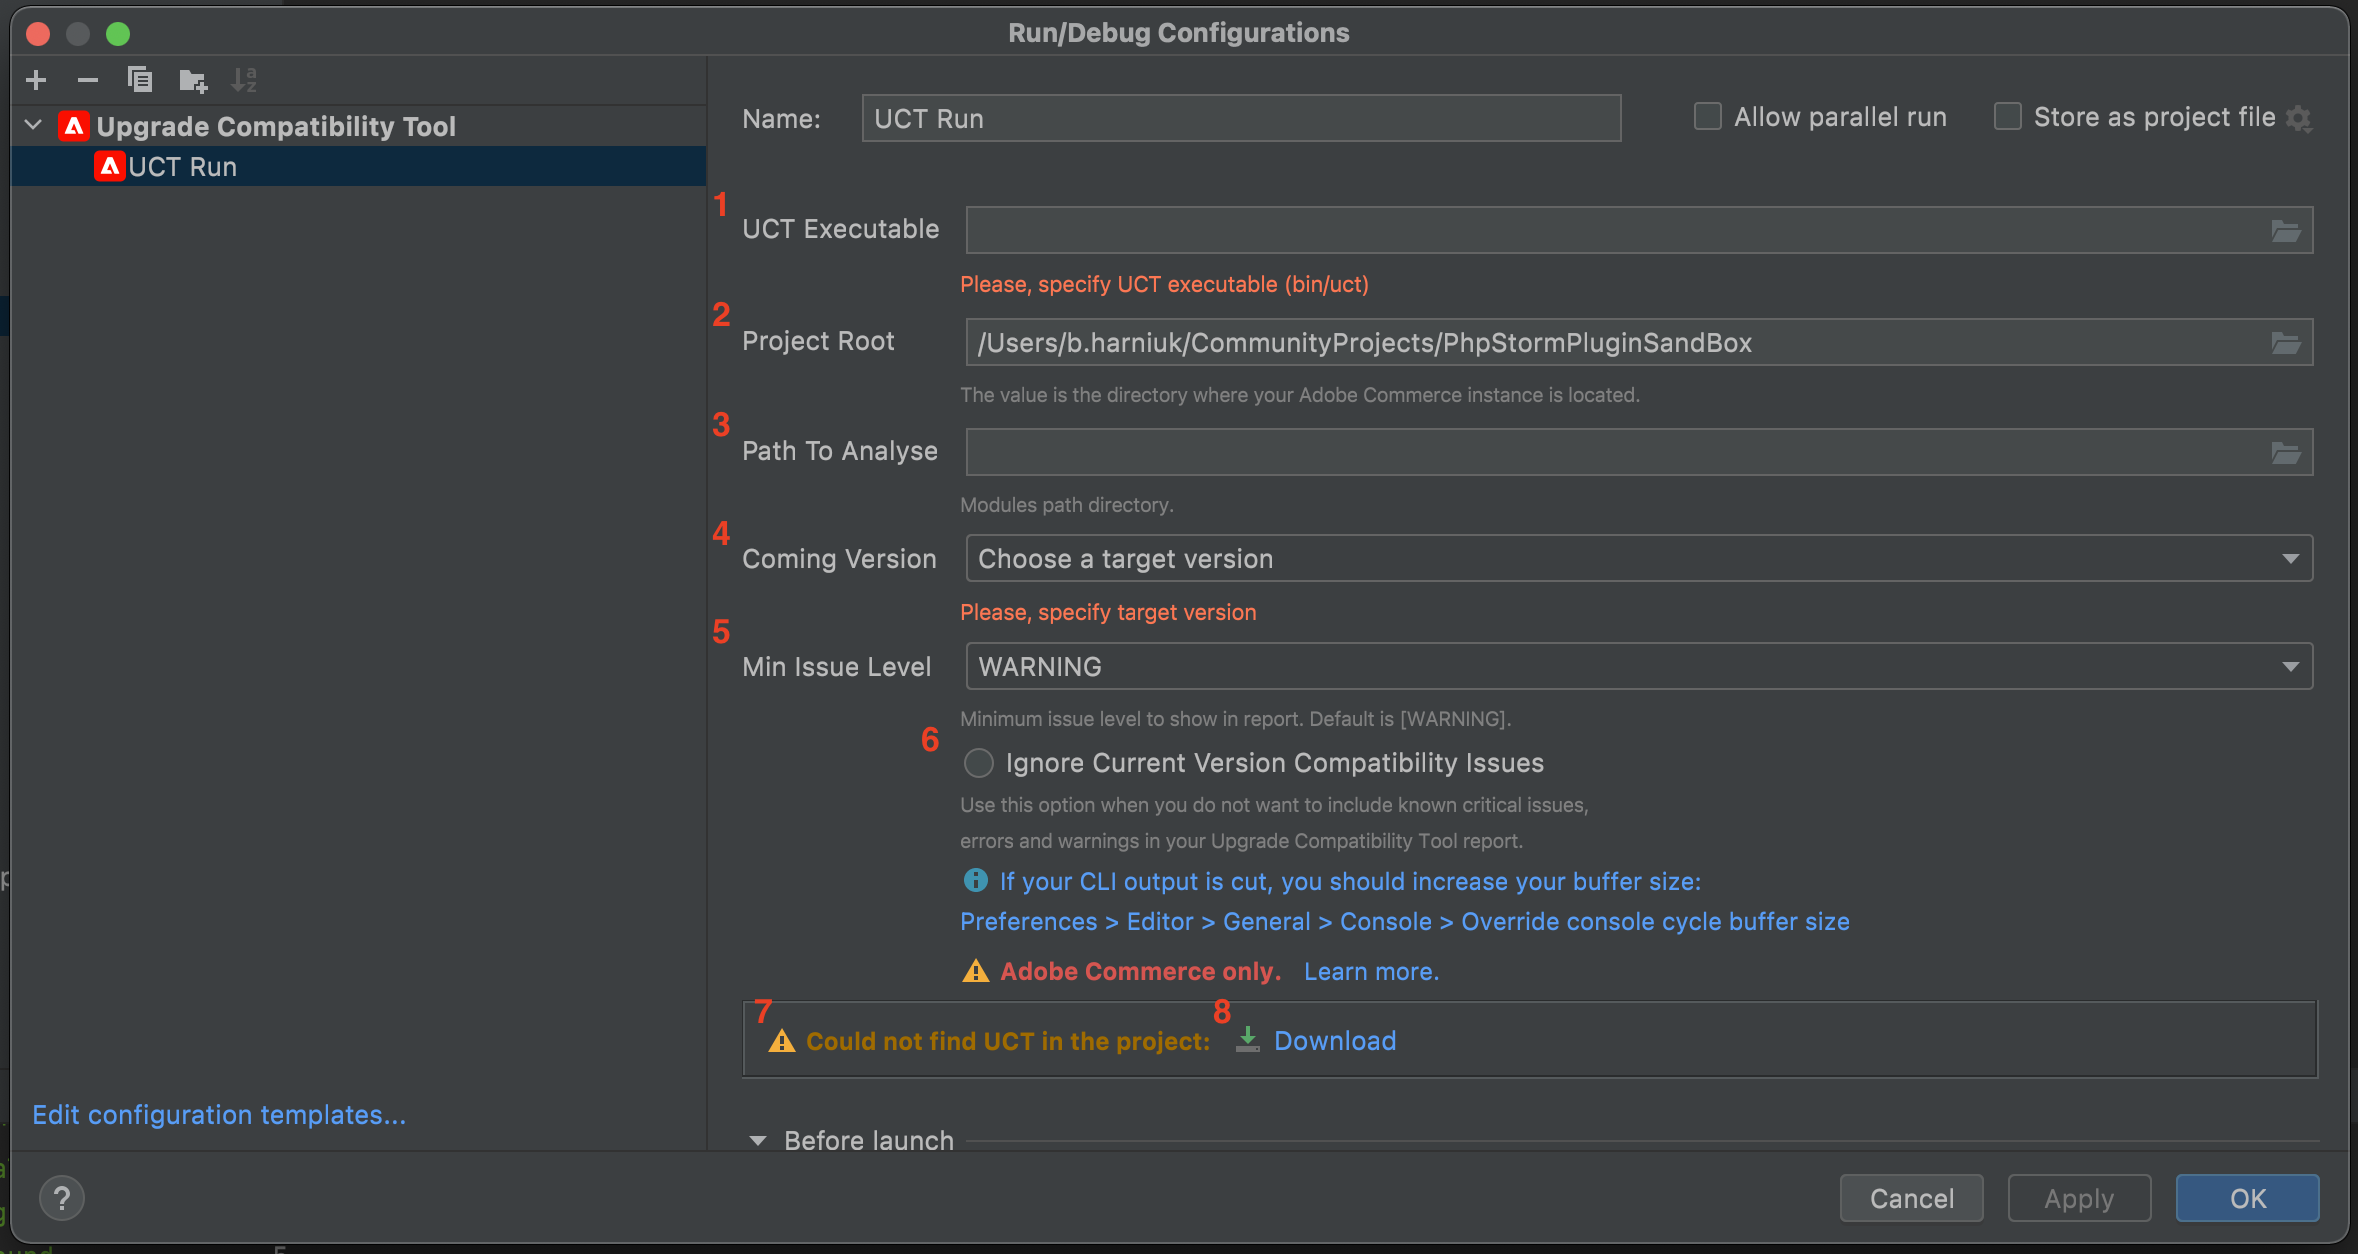 Run/Debug Configurations
Upgrade Compatibility Tool
UCT Run
Name: UCT Run
Allow parallel run
Store as project file
1
UCT Executable
Please, specify UCT executable (bin/uct)
2
Project Root /Users/b.harniuk/CommunityProjects/PhpStormPluginSandBox
The value is the directory where your Adobe Commerce instance is located.
3
Path To Analyse
Modules path directory.
4
Coming Version Choose a target version
Please, specify target version
5
Min Issue Level WARNING
Minimum issue level to show in report. Default is [WARNING].
6
Ignore Current Version Compatibility Issues
Use this option when you do not want to include known critical issues,
errors and warnings in your Upgrade Compatibility Tool report.
If your CLI output is cut, you should increase your buffer size:
Preferences > Editor > General > Console > Override console cycle buffer size
Adobe Commerce only. Learn more.
7 8
Could not find UCT in the project: Download
Edit configuration templates...
Before launch
?
Cancel
Apply
OK